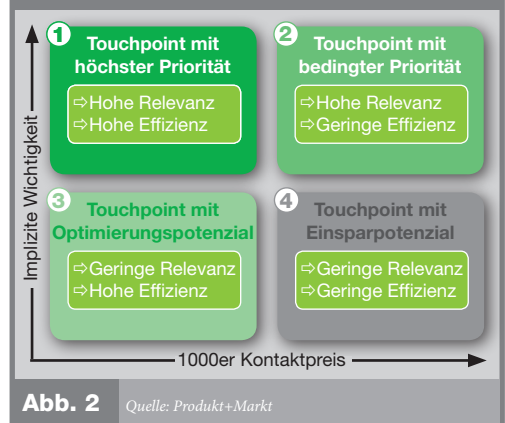 1
Touchpoint mit
höchster Priorität
⇨Hohe Relevanz
⇨Hohe Effizienz
2
Touchpoint mit
bedingter Priorität
⇨Hohe Relevanz
⇨Geringe Effizienz
Implizite Wichtigkeit
3
Touchpoint mit
Optimierungspotenzial
⇨Geringe Relevanz
⇨Hohe Effizienz
4
Touchpoint mit
Einsparpotenzial
⇨Geringe Relevanz
⇨Geringe Effizienz
1000er Kontaktpreis
Abb. 2 Quelle: Produkt+Markt